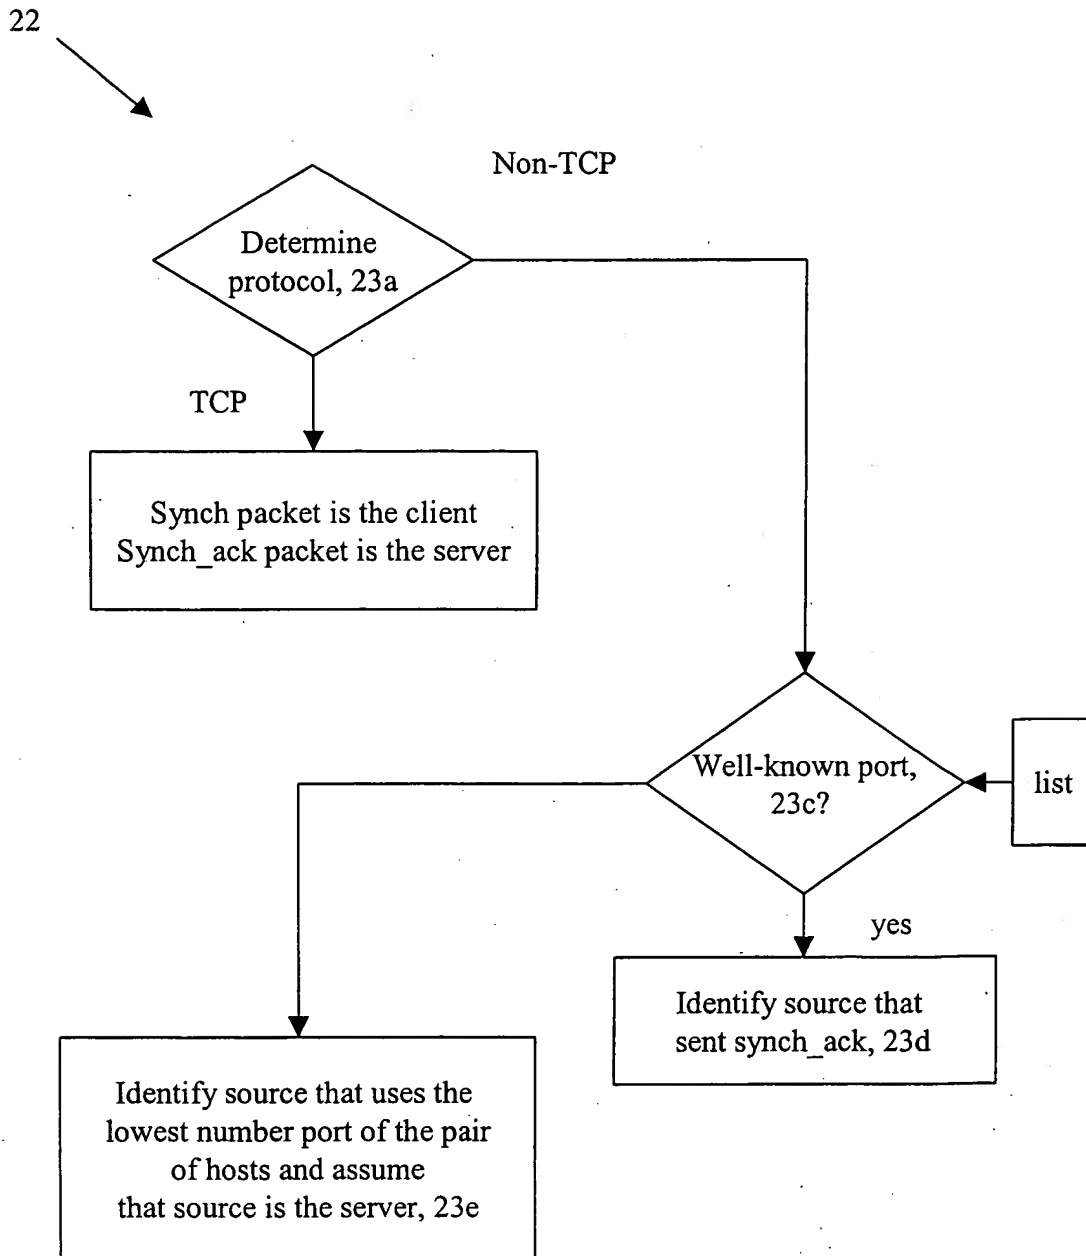 22
Non-TCP
Determine
protocol, 23a
TCP
Synch packet is the client
Synch_ack packet is the server
Well-known port,
23c?
list
yes
Identify source that
sent synch_ack, 23d
Identify source that uses the
lowest number port of the pair
of hosts and assume
that source is the server, 23e